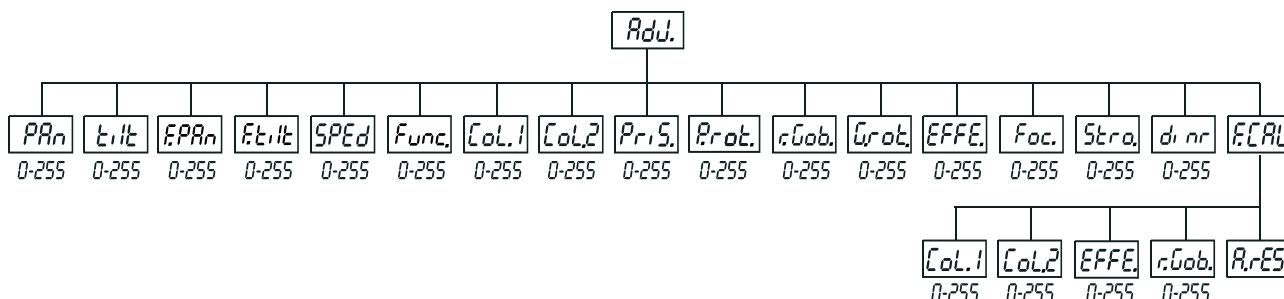 AdJ.
PAn tilt F.PAn F.tilt SPEd Func. CoL.1 CoL.2 Pri S. P.rot. r.Gob. G.rot. EFFE. Foc. Stro. di nr F.CAL
0-255 0-255 0-255 0-255 0-255 0-255 0-255 0-255 0-255 0-255 0-255 0-255 0-255 0-255 0-255 0-255
CoL.1 CoL.2 EFFE. r.Gob. A.rES
0-255 0-255 0-255 0-255